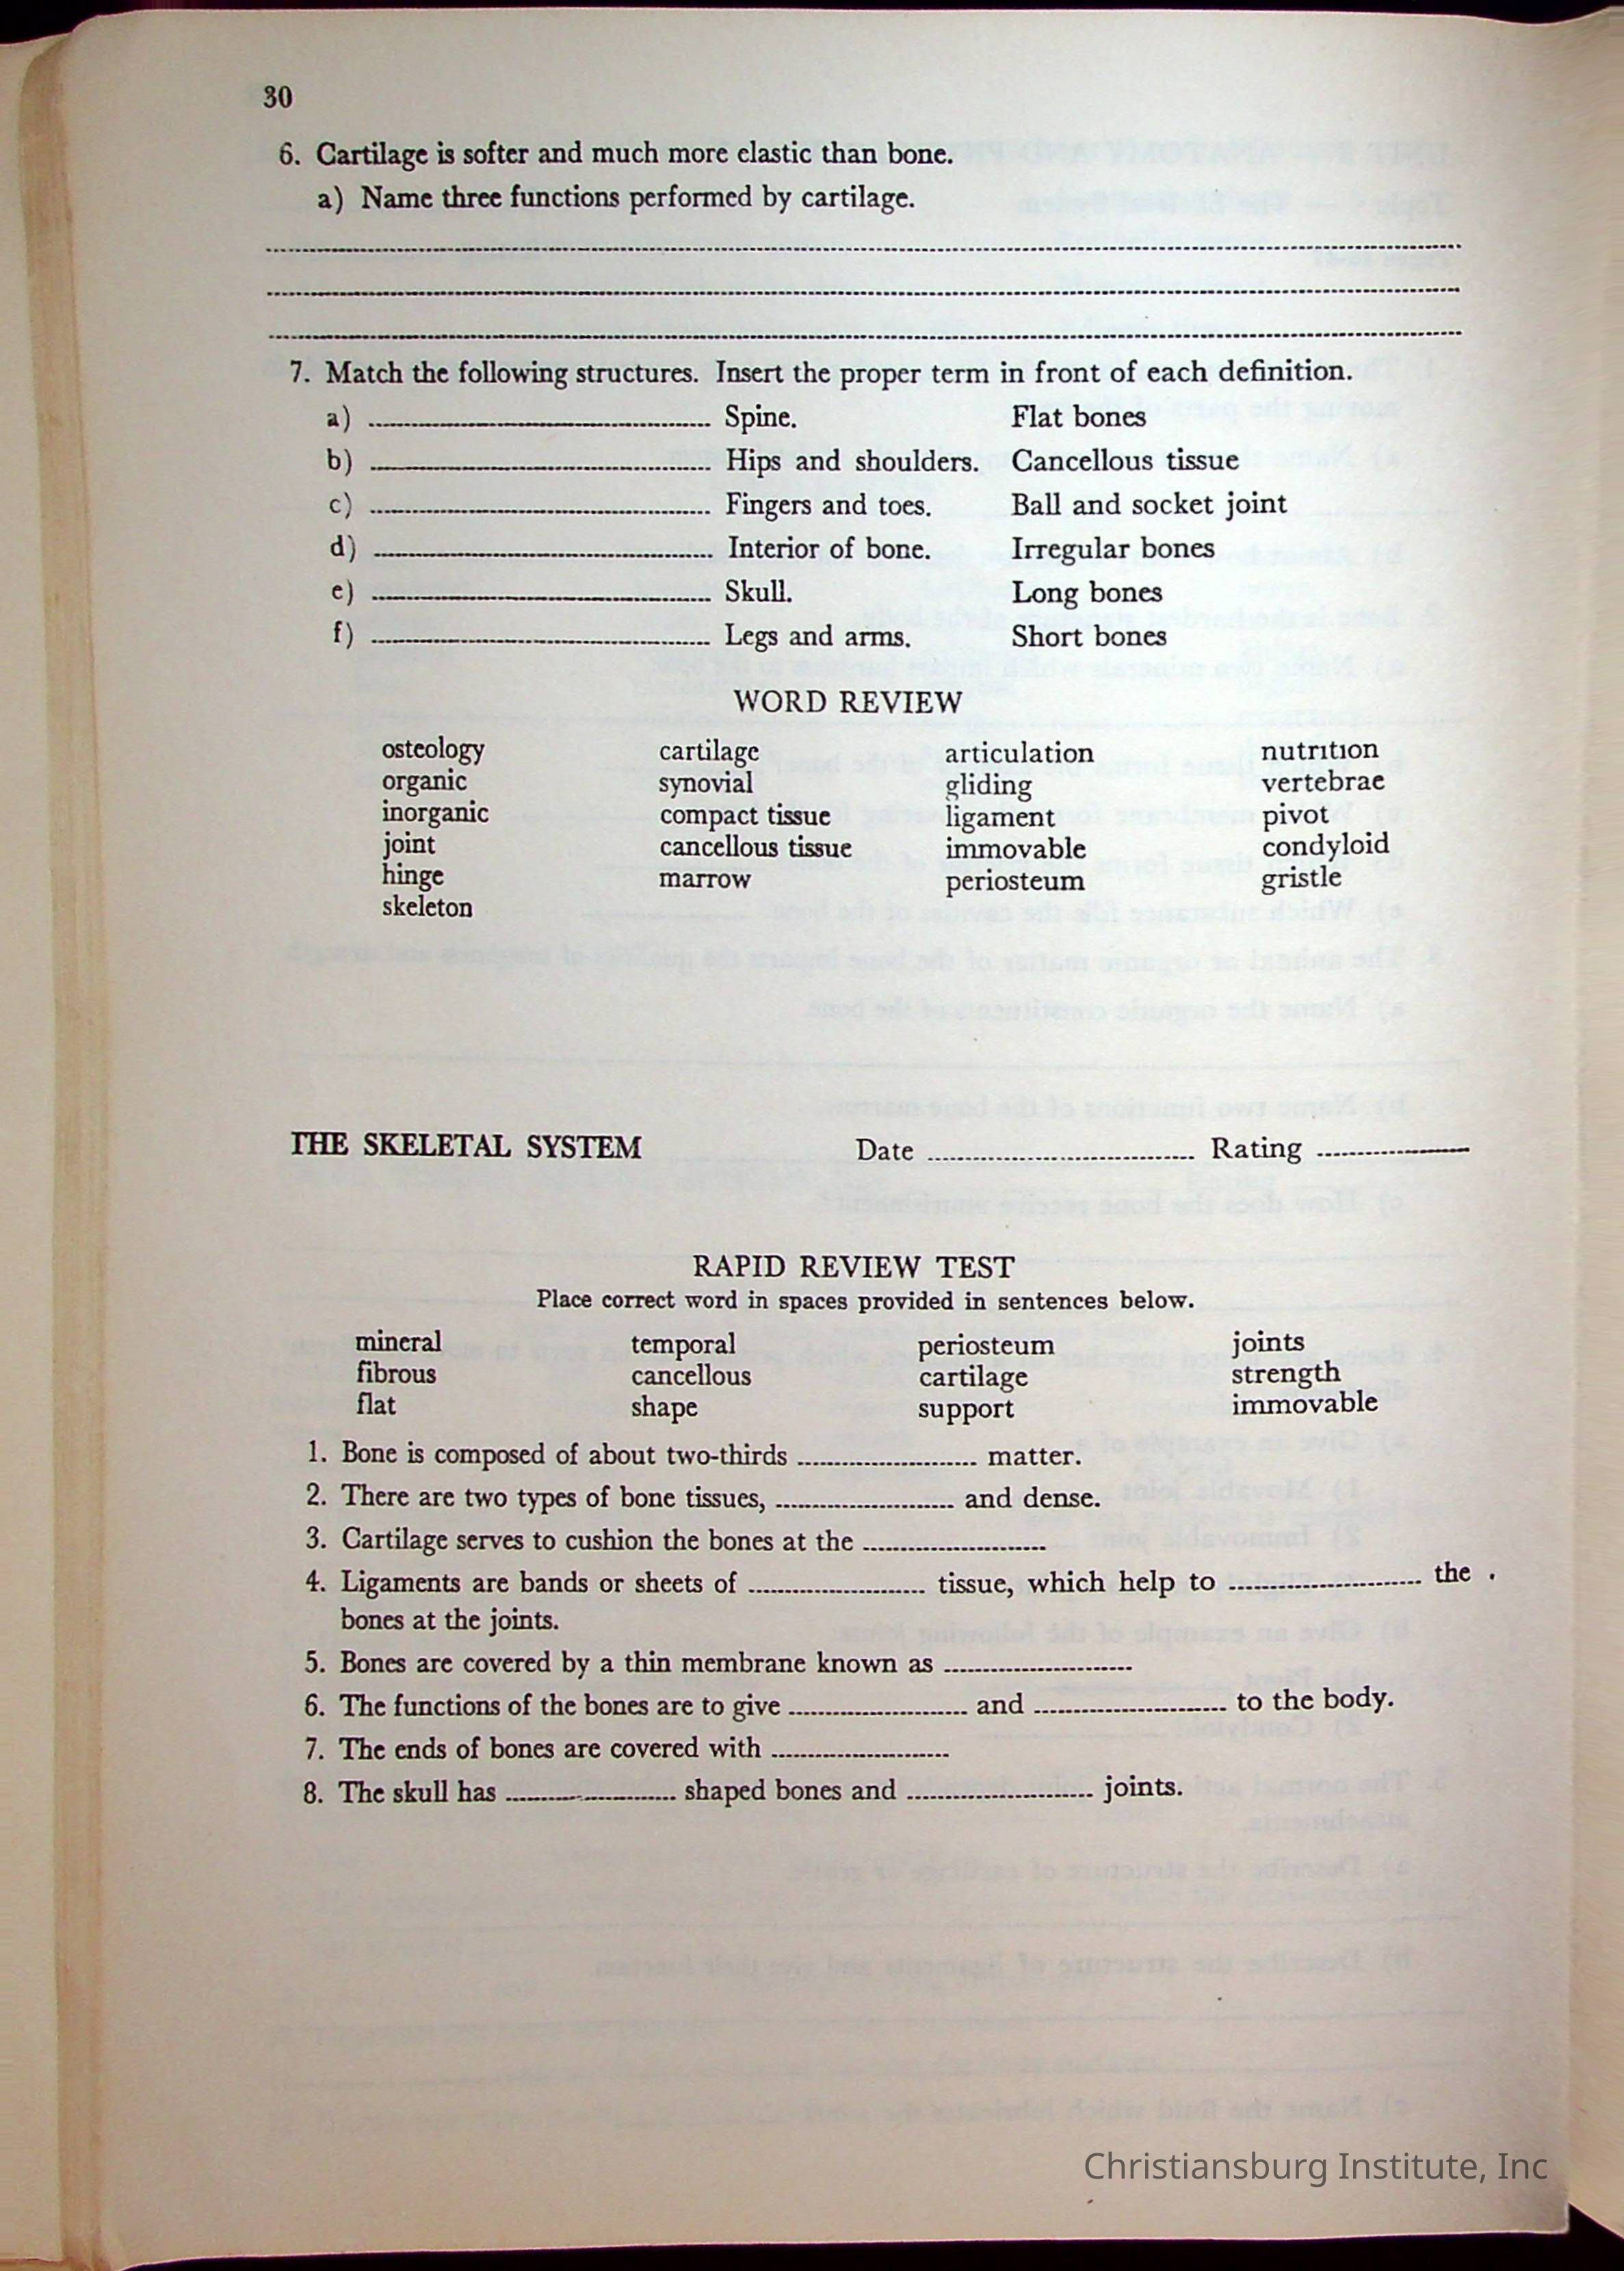 30
6. Cartilage is softer and much more elastic than bone.
a) Name three functions performed by cartilage.
7. Match the following structures. Insert the proper term in front of each definition.
a) Spine. Flat bones
b) Hips and shoulders. Cancellous tissue
c) Fingers and toes. Ball and socket joint
d) Interior of bone. Irregular bones
e) Skull. Long bones
f) Legs and arms. Short bones
WORD REVIEW
osteology cartilage articulation nutrition
organic synovial gliding vertebrae
inorganic compact tissue ligament pivot
joint cancellous tissue immovable condyloid
hinge marrow periosteum gristle
skeleton
THE SKELETAL SYSTEM Date Rating
RAPID REVIEW TEST
Place correct word in spaces provided in sentences below.
mineral temporal periosteum joints
fibrous cancellous cartilage strength
flat shape support immovable
1. Bone is composed of about two-thirds matter.
2. There are two types of bone tissues, and dense.
3. Cartilage serves to cushion the bones at the
4. Ligaments are bands or sheets of tissue, which help to the
bones at the joints.
5. Bones are covered by a thin membrane known as
6. The functions of the bones are to give and to the body.
7. The ends of bones are covered with
8. The skull has shaped bones and joints.
Christiansburg Institute, Inc